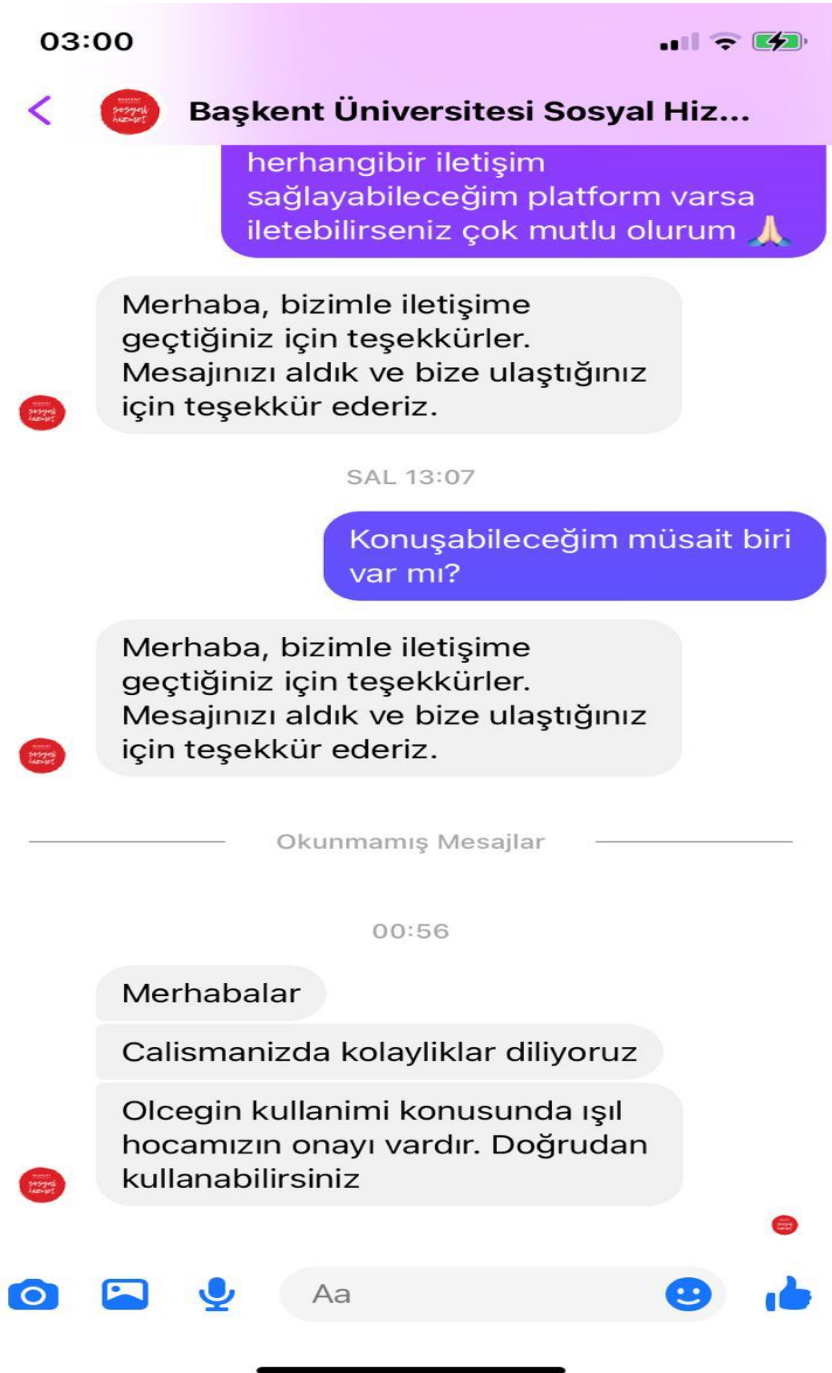 03:00
Başkent Üniversitesi Sosyal Hiz...
herhangibir iletişim
sağlayabileceğim platform varsa
iletebilirseniz çok mutlu olurum 🙏🏻
Merhaba, bizimle iletişime
geçtiğiniz için teşekkürler.
Mesajınızı aldık ve bize ulaştığınız
için teşekkür ederiz.
SAL 13:07
Konuşabileceğim müsait biri
var mı?
Merhaba, bizimle iletişime
geçtiğiniz için teşekkürler.
Mesajınızı aldık ve bize ulaştığınız
için teşekkür ederiz.
Okunmamış Mesajlar
00:56
Merhabalar
Calismanizda kolayliklar diliyoruz
Olcegin kullanimi konusunda ışıl
hocamızın onayı vardır. Doğrudan
kullanabilirsiniz
Aa